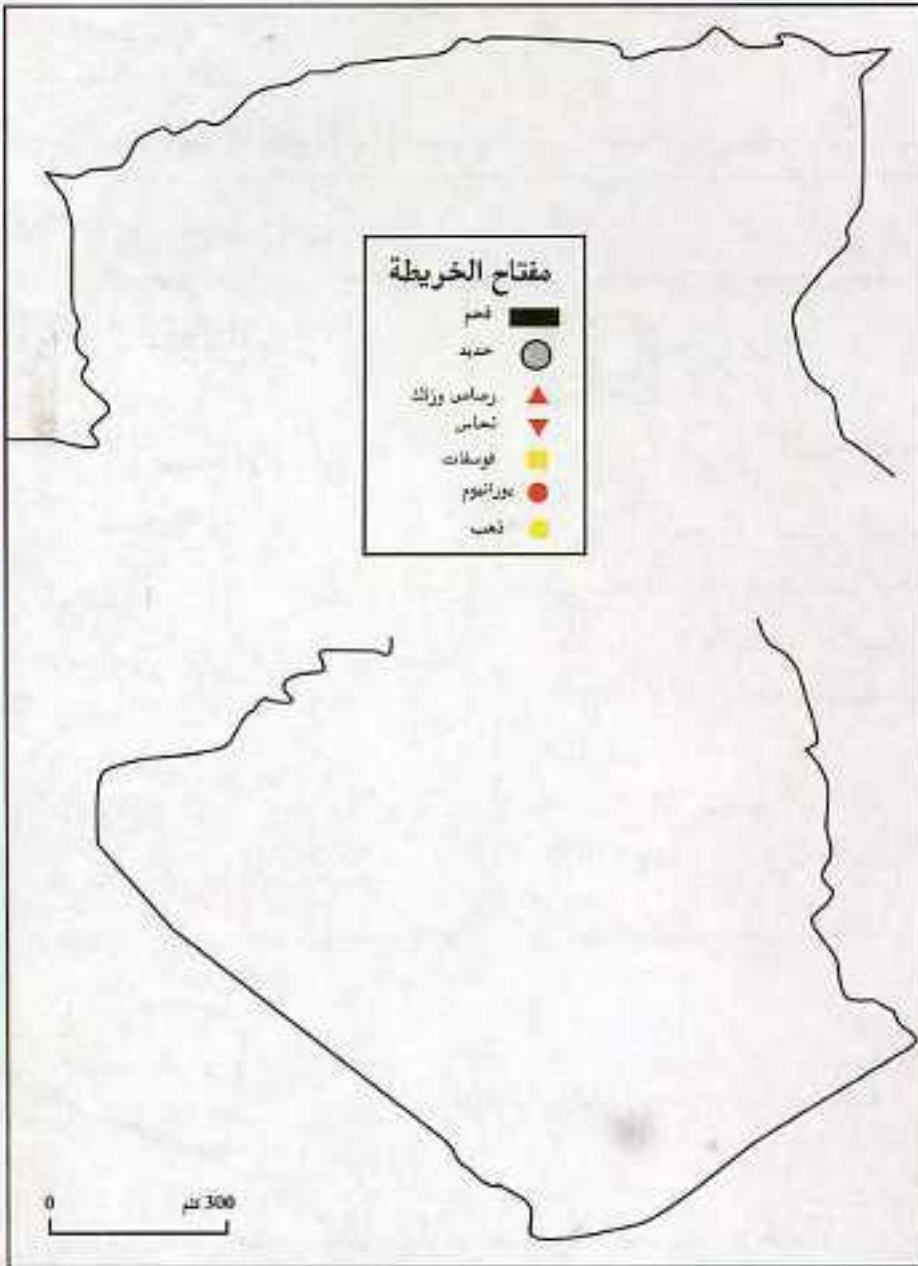 مفتاح الخريطة
فحم
حديد
رصاص وزنك
نحاس
فوسفات
يورانيوم
ذهب
0 300 كلم